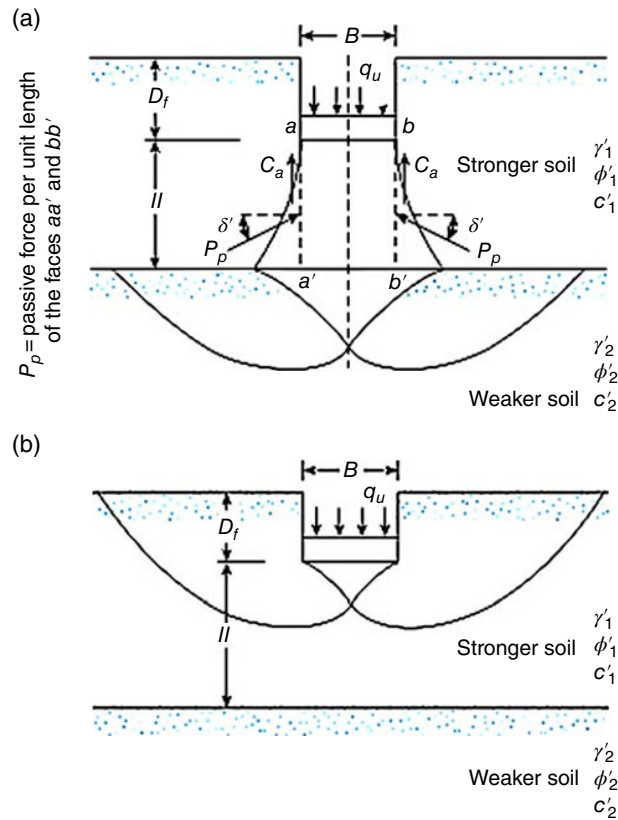 (a)
B
q_u
D_f
a
b
C_a
C_a
Stronger soil
γ'_1
ϕ'_1
c'_1
II
δ'
δ'
P_p
P_p
P_p = passive force per unit length
of the faces aa′ and bb′
a'
b'
γ'_2
ϕ'_2
Weaker soil c'_2
(b)
B
q_u
D_f
II
γ'_1
Stronger soil ϕ'_1
c'_1
γ'_2
Weaker soil ϕ'_2
c'_2